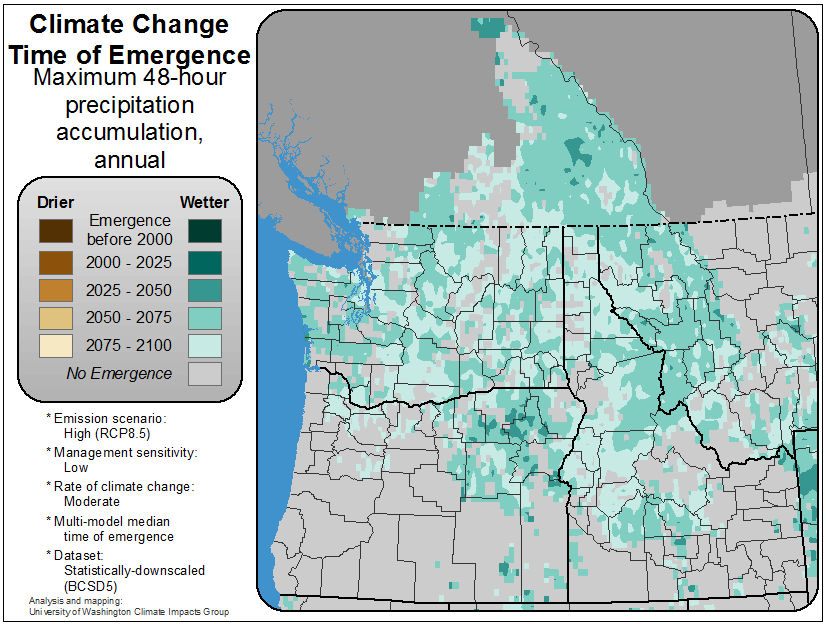 Climate Change
Time of Emergence
Maximum 48-hour
precipitation
accumulation,
annual
Drier Wetter
Emergence
before 2000
2000 - 2025
2025 - 2050
2050 - 2075
2075 - 2100
No Emergence
* Emission scenario:
High (RCP8.5)
* Management sensitivity:
Low
* Rate of climate change:
Moderate
* Multi-model median
time of emergence
* Dataset:
Statistically-downscaled
(BCSD5)
Analysis and mapping:
University of Washington Climate Impacts Group